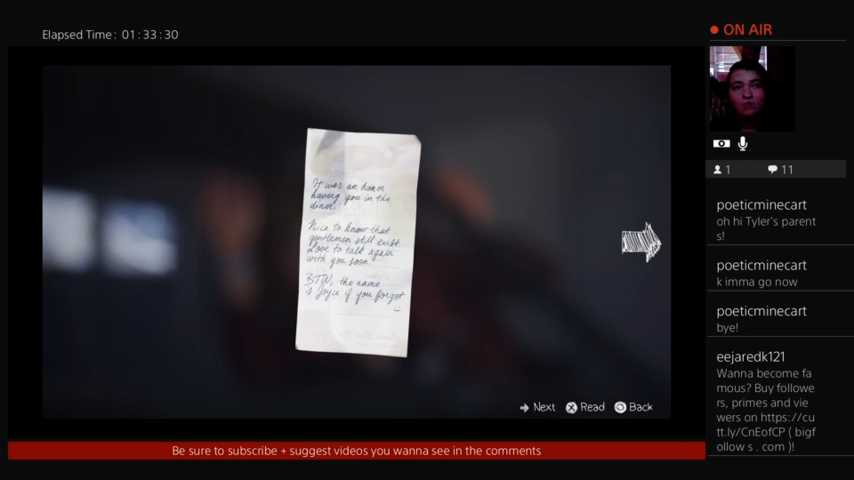 Elapsed Time: 01:33:30
ON AIR
1
11
It was an honor
having you in the
diner.
Nice to know that
gentlemen still exist.
Love to talk again
with you soon.
BTW, the name
is Joyce if you forgot
Next
Read
Back
Be sure to subscribe + suggest videos you wanna see in the comments
poeticminecart
oh hi Tyler's parent
s!
poeticminecart
k imma go now
poeticminecart
bye!
eejaredk121
Wanna become fa
mous? Buy followe
rs, primes and vie
wers on https://cu
tt.ly/CnEofCP ( bigf
ollow s . com )!